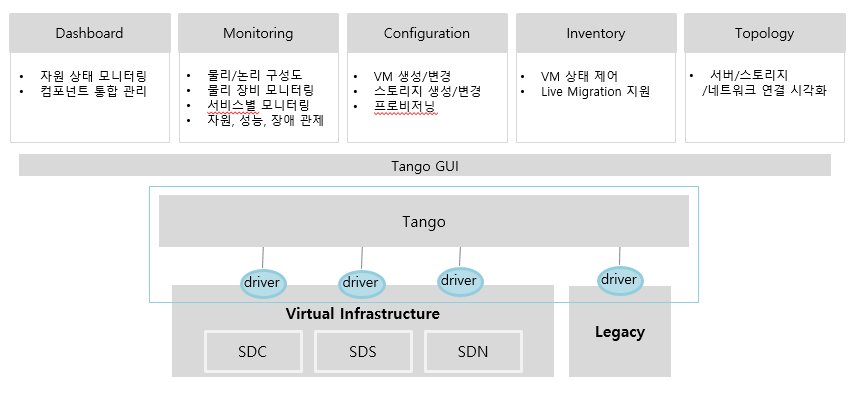 Dashboard
• 자원 상태 모니터링
• 컴포넌트 통합 관리
Monitoring
• 물리/논리 구성도
• 물리 장비 모니터링
• 서비스별 모니터링
• 자원, 성능, 장애 관제
Configuration
• VM 생성/변경
• 스토리지 생성/변경
• 프로비저닝
Inventory
• VM 상태 제어
• Live Migration 지원
Topology
• 서버/스토리지
/네트워크 연결 시각화
Tango GUI
Tango
driver
driver
driver
driver
Virtual Infrastructure
SDC
SDS
SDN
Legacy